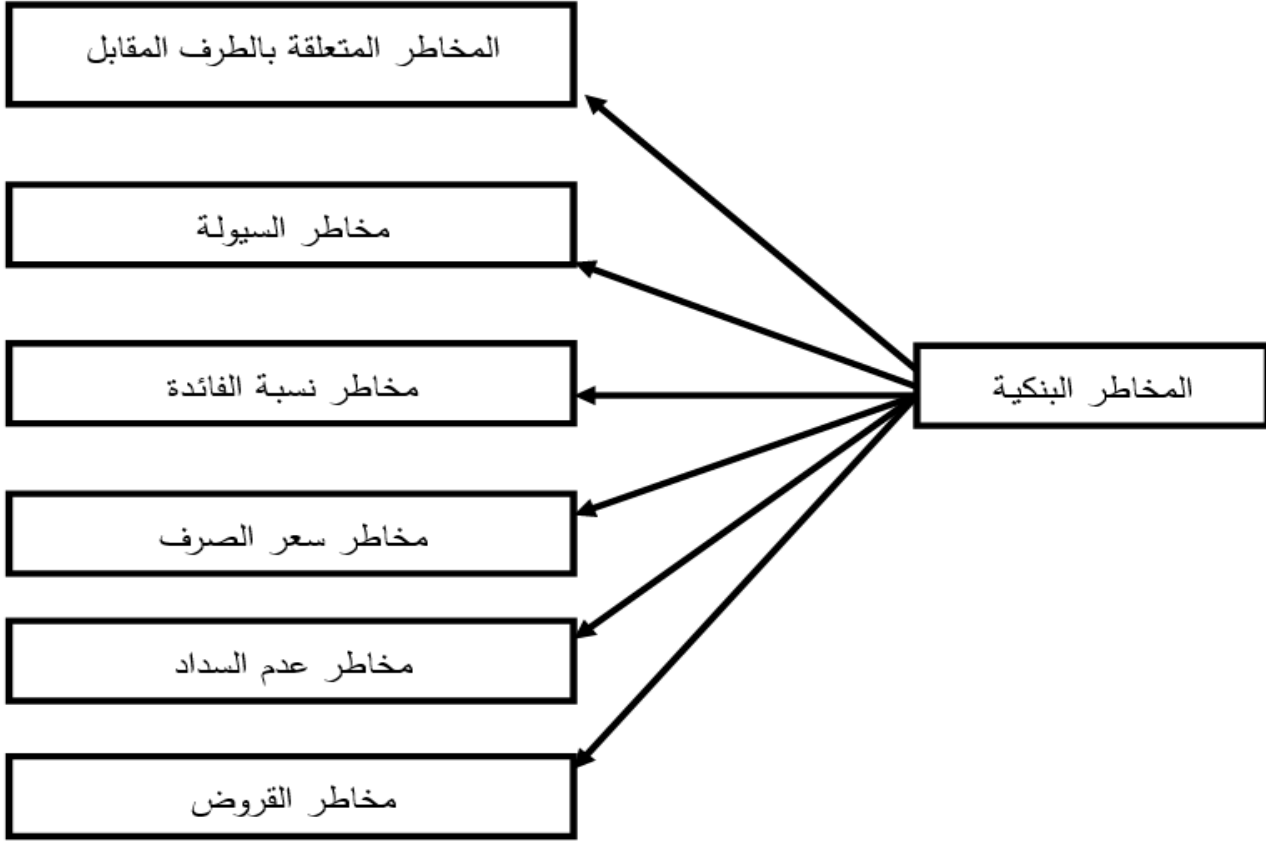 المخاطر البنكية
المخاطر المتعلقة بالطرف المقابل
مخاطر السيولة
مخاطر نسبة الفائدة
مخاطر سعر الصرف
مخاطر عدم السداد
مخاطر القروض